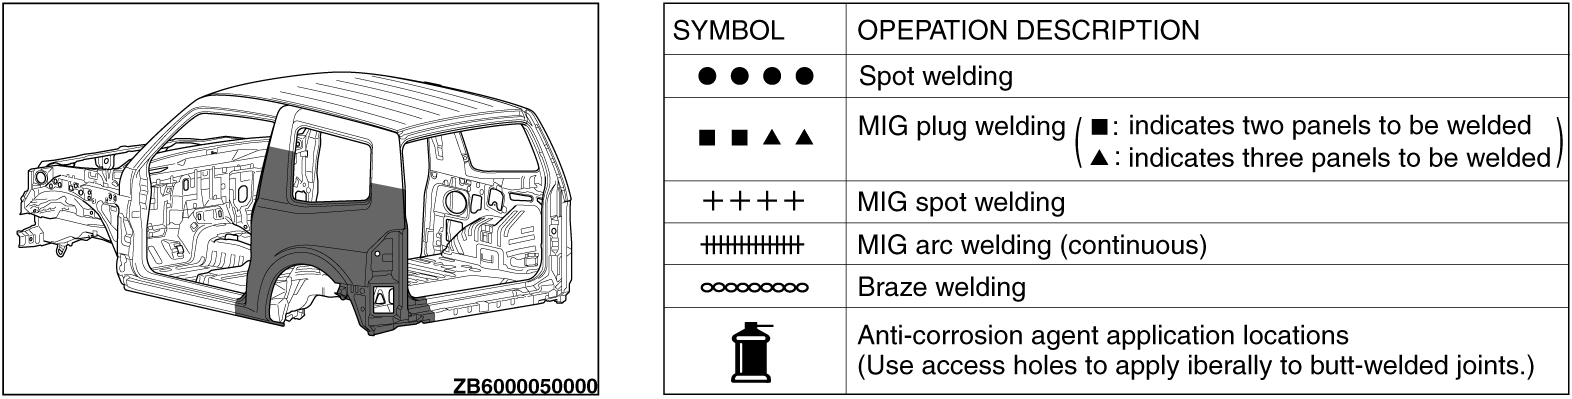 ZB6000050000
SYMBOL OPEPATION DESCRIPTION
Spot welding
MIG plug welding ( ■ : indicates two panels to be welded
▲ : indicates three panels to be welded )
MIG spot welding
MIG arc welding (continuous)
Braze welding
Anti-corrosion agent application locations
(Use access holes to apply iberally to butt-welded joints.)